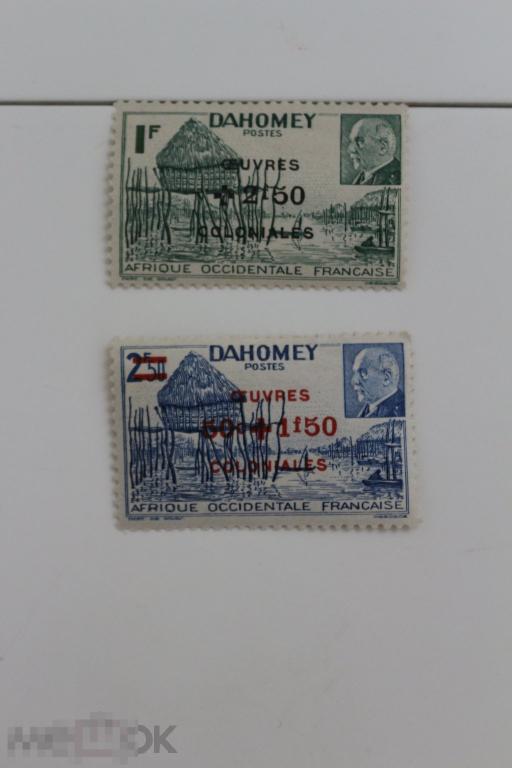 1F DAHOMEY
POSTES
ŒUVRES
+ 2f50
COLONIALES
AFRIQUE OCCIDENTALE FRANÇAISE
2F50 DAHOMEY
POSTES
ŒUVRES
50c + 1f50
COLONIALES
AFRIQUE OCCIDENTALE FRANÇAISE